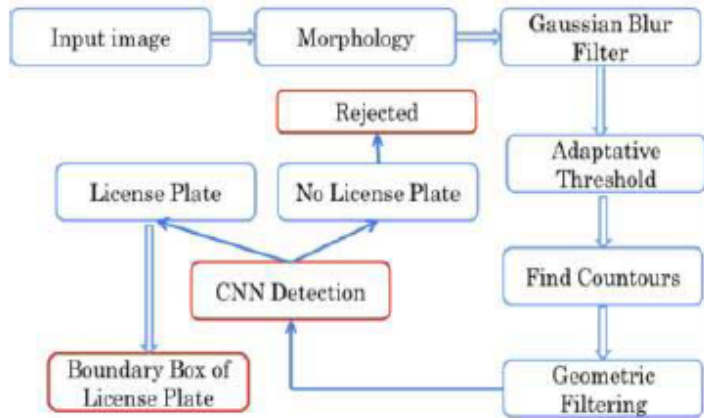 Input image
Morphology
Gaussian Blur
Filter
Rejected
Adaptative
Threshold
License Plate
No License Plate
CNN Detection
Find Countours
Boundary Box of
License Plate
Geometric
Filtering